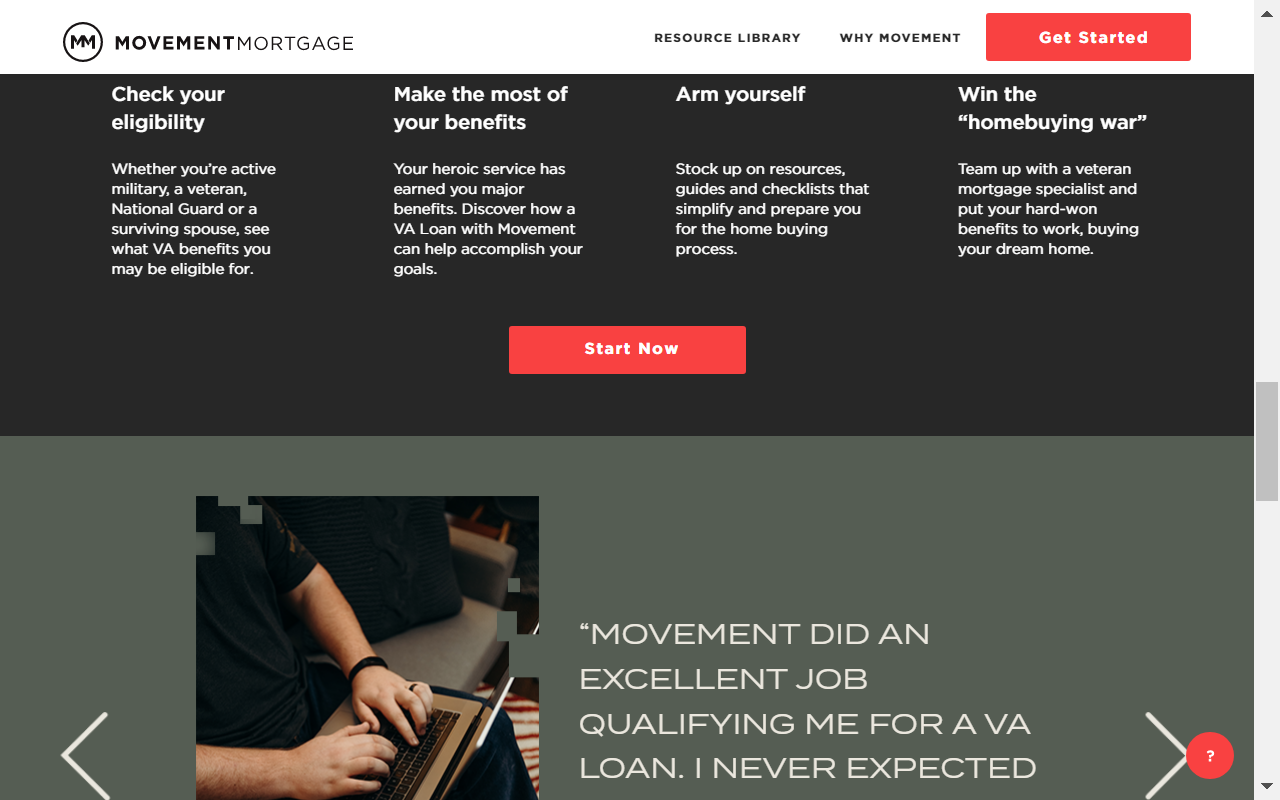 MOVEMENTMORTGAGE
RESOURCE LIBRARY
WHY MOVEMENT
Get Started
Check your
eligibility
Whether you’re active
military, a veteran,
National Guard or a
surviving spouse, see
what VA benefits you
may be eligible for.
Make the most of
your benefits
Your heroic service has
earned you major
benefits. Discover how a
VA Loan with Movement
can help accomplish your
goals.
Arm yourself
Stock up on resources,
guides and checklists that
simplify and prepare you
for the home buying
process.
Win the
“homebuying war”
Team up with a veteran
mortgage specialist and
put your hard-won
benefits to work, buying
your dream home.
Start Now
“MOVEMENT DID AN
EXCELLENT JOB
QUALIFYING ME FOR A VA
LOAN. I NEVER EXPECTED
?